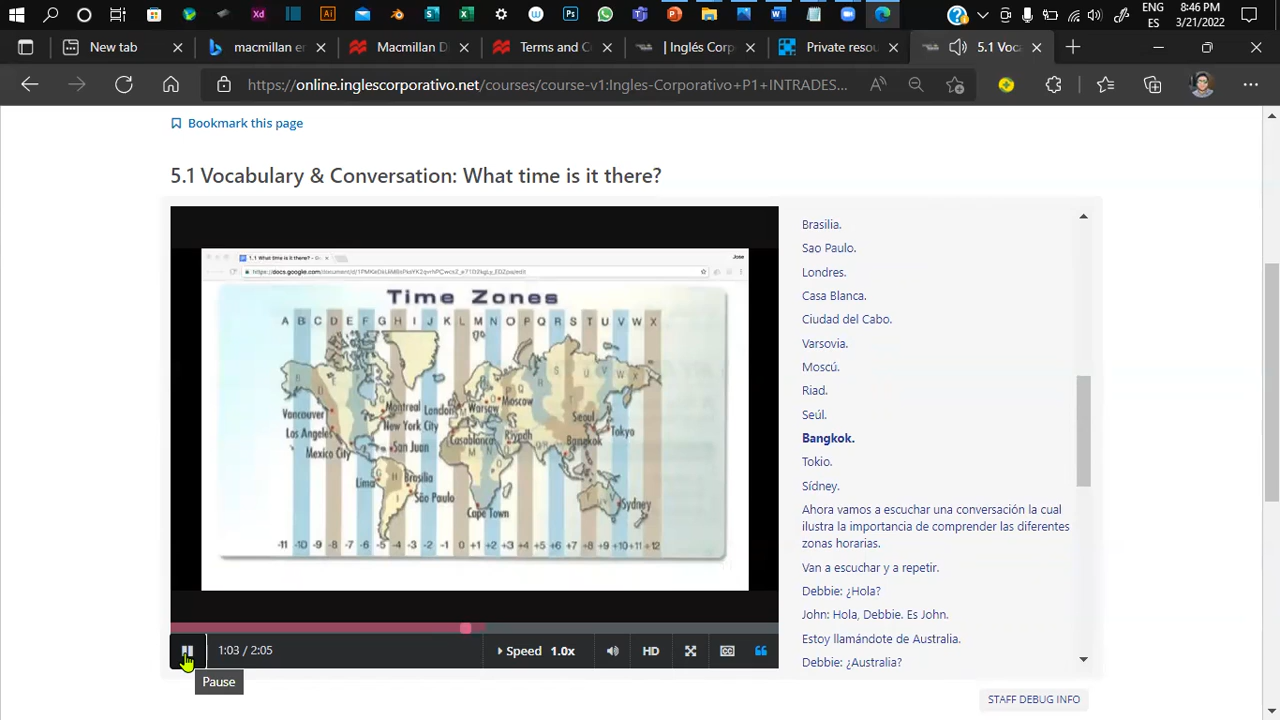 ENG
ES
8:46 PM
3/21/2022
New tab
macmillan er
Macmillan D
Terms and Co
| Inglés Corp
Private resou
5.1 Voca
https://online.inglescorporativo.net/courses/course-v1:Ingles-Corporativo+P1+INTRADES...
Bookmark this page
5.1 Vocabulary & Conversation: What time is it there?
Time Zones
A B C D E F G H I J K L M N O P Q R S T U V W X
Vancouver
Los Angeles
Mexico City
Lima
Montreal
New York City
San Juan
Brasilia
São Paulo
London
Warsaw
Moscow
Casablanca
Riyadh
Cape Town
Seoul
Bangkok
Tokyo
Sydney
-11 -10 -9 -8 -7 -6 -5 -4 -3 -2 -1 0 +1 +2 +3 +4 +5 +6 +7 +8 +9 +10 +11 +12
1:03 / 2:05
Speed 1.0x
HD
CC
Pause
Brasilia.
Sao Paulo.
Londres.
Casa Blanca.
Ciudad del Cabo.
Varsovia.
Moscú.
Riad.
Seúl.
Bangkok.
Tokio.
Sídney.
Ahora vamos a escuchar una conversación la cual
ilustra la importancia de comprender las diferentes
zonas horarias.
Van a escuchar y a repetir.
Debbie: ¿Hola?
John: Hola, Debbie. Es John.
Estoy llamándote de Australia.
Debbie: ¿Australia?
STAFF DEBUG INFO